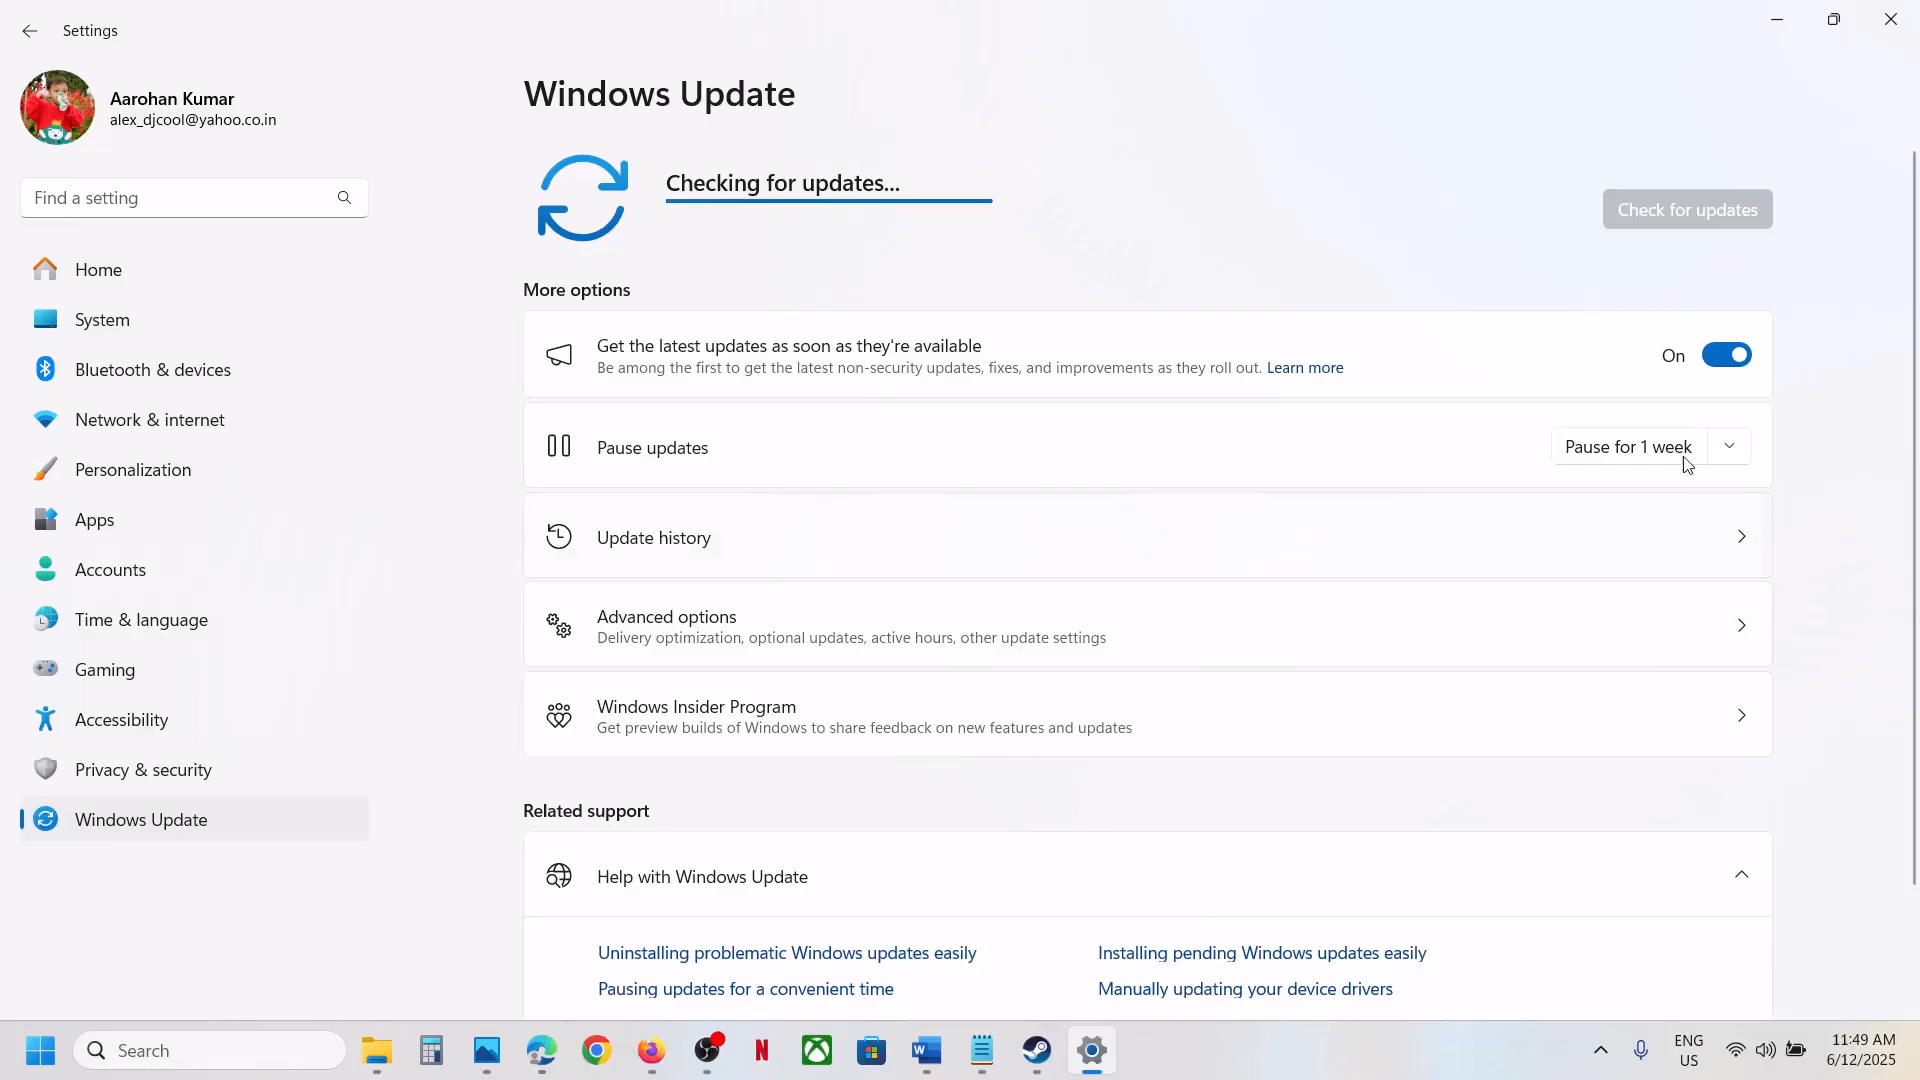 Settings
Aarohan Kumar
alex_djcool@yahoo.co.in
Find a setting
Home
System
Bluetooth & devices
Network & internet
Personalization
Apps
Accounts
Time & language
Gaming
Accessibility
Privacy & security
Windows Update
Windows Update
Checking for updates...
Check for updates
More options
Get the latest updates as soon as they're available
Be among the first to get the latest non-security updates, fixes, and improvements as they roll out. Learn more
On
Pause updates
Pause for 1 week
Update history
Advanced options
Delivery optimization, optional updates, active hours, other update settings
Windows Insider Program
Get preview builds of Windows to share feedback on new features and updates
Related support
Help with Windows Update
Uninstalling problematic Windows updates easily
Installing pending Windows updates easily
Pausing updates for a convenient time
Manually updating your device drivers
Search
ENG
US
11:49 AM
6/12/2025